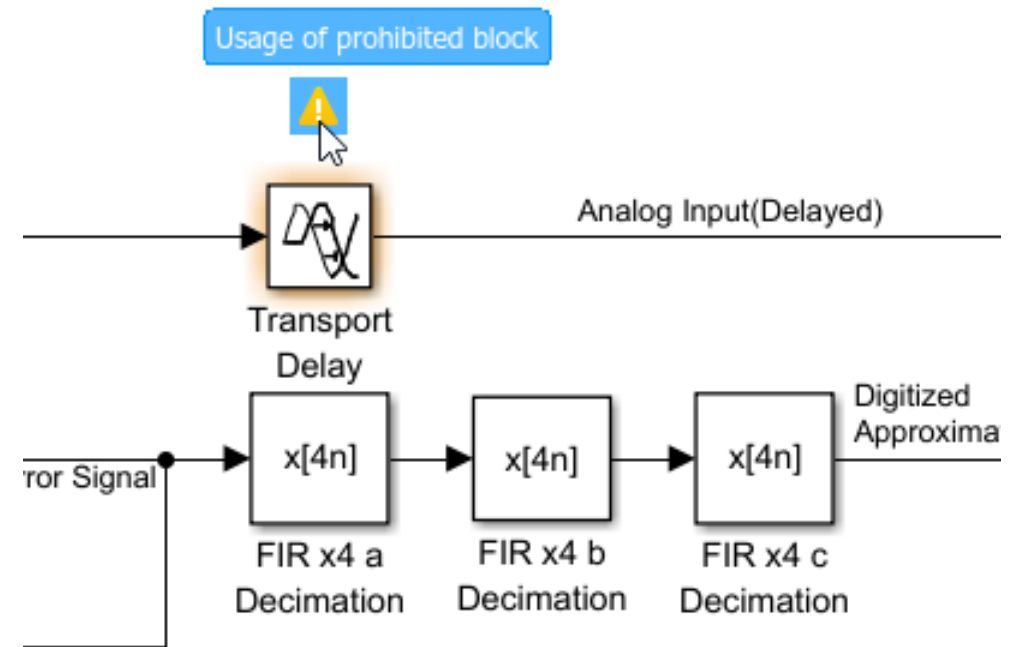 Usage of prohibited block
Analog Input(Delayed)
Transport
Delay
Digitized
Approxima
x[4n]
x[4n]
x[4n]
rror Signal
FIR x4 a
Decimation
FIR x4 b
Decimation
FIR x4 c
Decimation